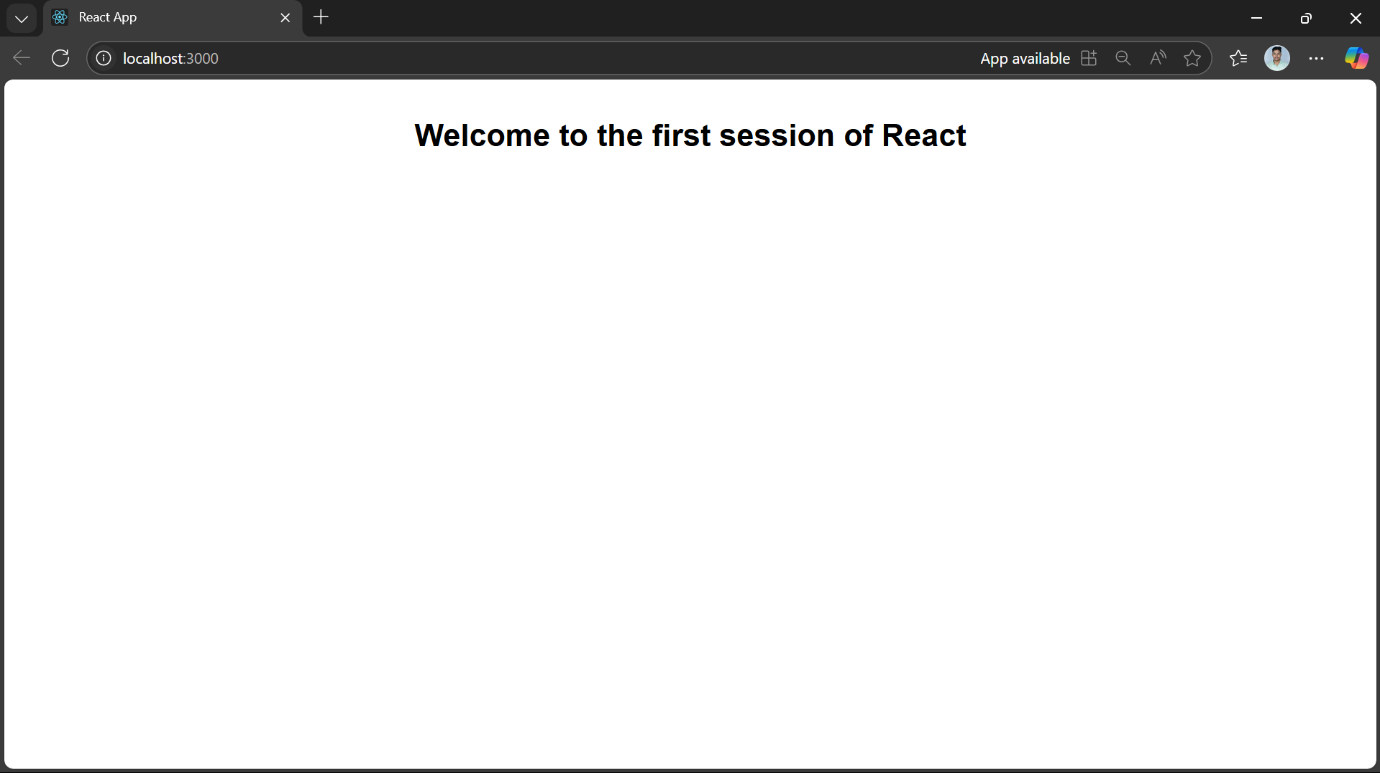 React App
localhost:3000
App available
Welcome to the first session of React